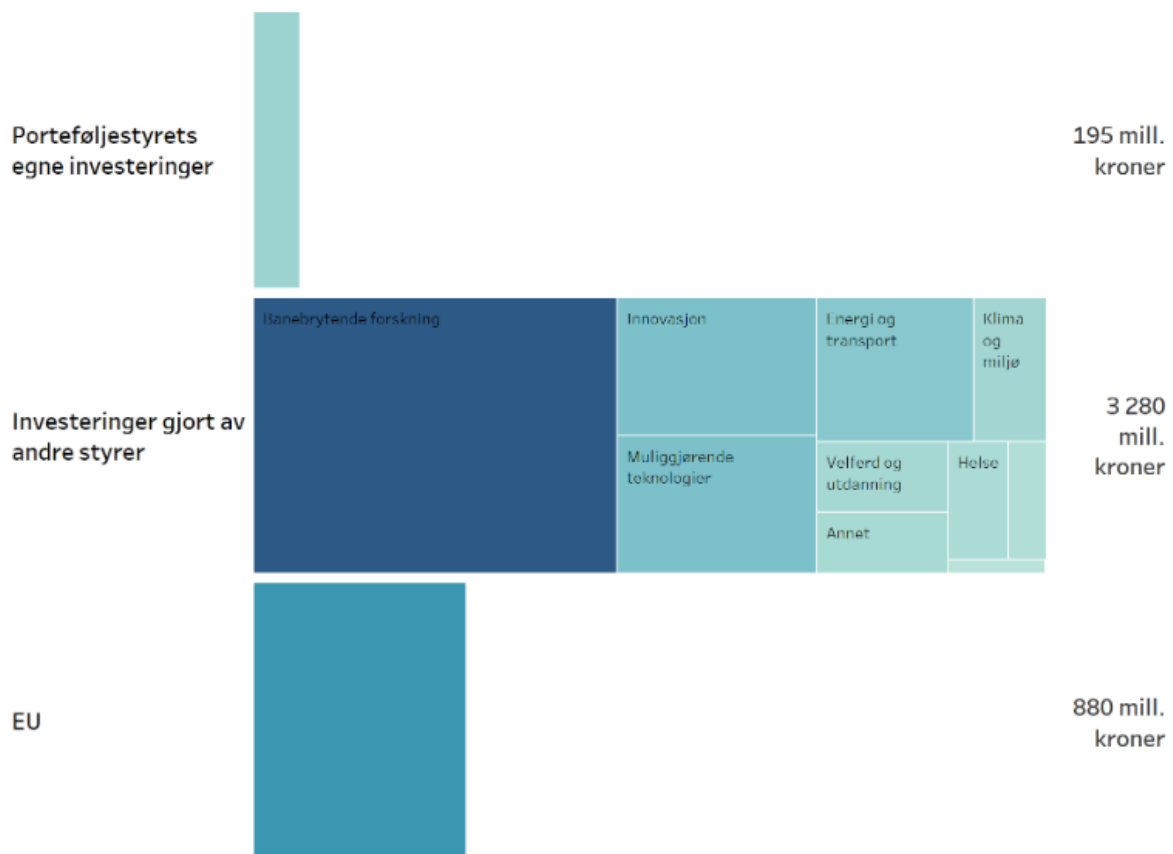 Porteføljestyrets
egne investeringer
195 mill.
kroner
Banebrytende forskning
Innovasjon
Energi og
transport
Klima
og
miljø
Investeringer gjort av
andre styrer
3 280
mill.
kroner
Muliggjørende
teknologier
Velferd og
utdanning
Helse
Annet
EU
880 mill.
kroner